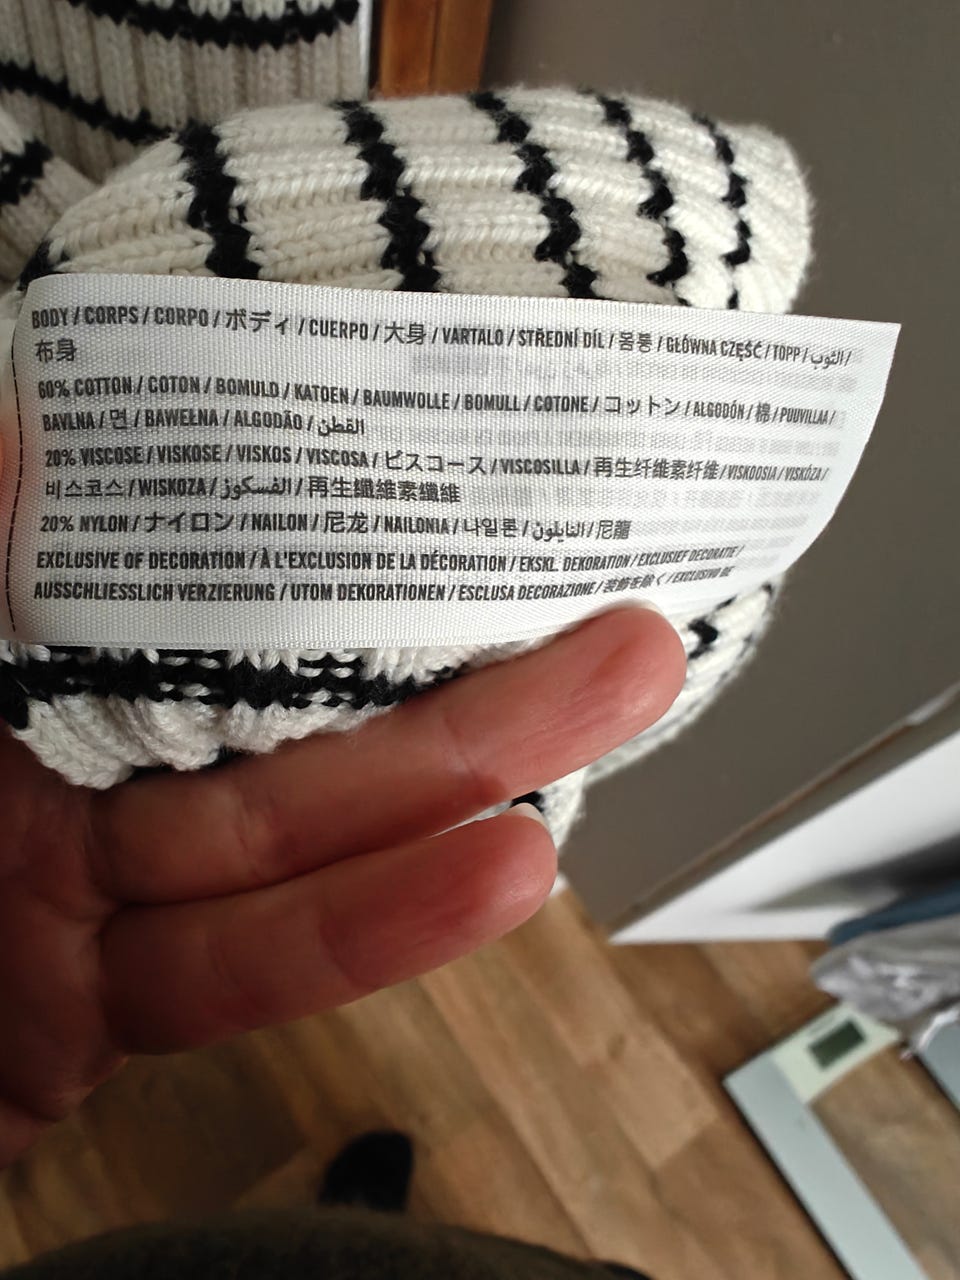 BODY / CORPS / CORPO / ボディ / CUERPO / 大身 / VARTALO / STŘEDNÍ DÍL / 몸통 / GŁÓWNA CZĘŚĆ / TOPP / الثوب /
布身
60% COTTON / COTON / BOMULD / KATOEN / BAUMWOLLE / BOMULL / COTONE / コットン / ALGODÓN / 棉 / PUUVILLAA /
BAVLNA / 면 / BAWEŁNA / ALGODÃO / القطن
20% VISCOSE / VISKOSE / VISKOS / VISCOSA / ビスコース / VISCOSILLA / 再生纤维素纤维 / VISKOOSIA / VISKÓZA /
비스코스 / WISKOZA / الفسكوز / 再生纖維素纖維
20% NYLON / ナイロン / NAILON / 尼龙 / NAILONIA / 나일론 / النايلون / 尼龍
EXCLUSIVE OF DECORATION / À L'EXCLUSION DE LA DÉCORATION / EKSKL. DEKORATION / EXCLUSIEF DECORATIE /
AUSSCHLIESSLICH VERZIERUNG / UTOM DEKORATIONEN / ESCLUSA DECORAZIONE / 装飾を除く / EXCLUSIVO DE